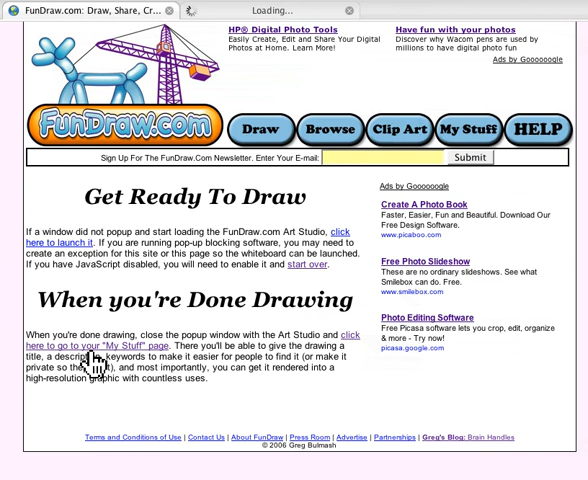 FunDraw.com: Draw, Share, Cr...
Loading...
HP® Digital Photo Tools
Easily Create, Edit and Share Your Digital
Photos at Home. Learn More!
Have fun with your photos
Discover why Wacom pens are used by
millions to have digital photo fun
Ads by Goooooogle
FunDraw.com
Draw
Browse
Clip Art
My Stuff
HELP
Sign Up For The FunDraw.Com Newsletter. Enter Your E-mail:
Submit
Get Ready To Draw
If a window did not popup and start loading the FunDraw.com Art Studio, click
here to launch it. If you are running pop-up blocking software, you may need to
create an exception for this site or this page so the whiteboard can be launched.
If you have JavaScript disabled, you will need to enable it and start over.
When you're Done Drawing
When you're done drawing, close the popup window with the Art Studio and click
here to go to your "My Stuff" page. There you'll be able to give the drawing a
title, a keywords to make it easier for people to find it (or make it
private so and most importantly, you can get it rendered into a
high-resolution graphic with countless uses.
Ads by Goooooogle
Create A Photo Book
Faster, Easier, Fun and Beautiful. Download Our
Free Design Software.
www.picaboo.com
Free Photo Slideshow
These are no ordinary slideshows. See what
Smilebox can do. Free.
www.smilebox.com
Photo Editing Software
Free Picasa software lets you crop, edit, organize
& more - Try now!
picasa.google.com
Terms and Conditions of Use | Contact Us | About FunDraw | Press Room | Advertise | Partnerships | Greg's Blog: Brain Handles
© 2006 Greg Bulmash